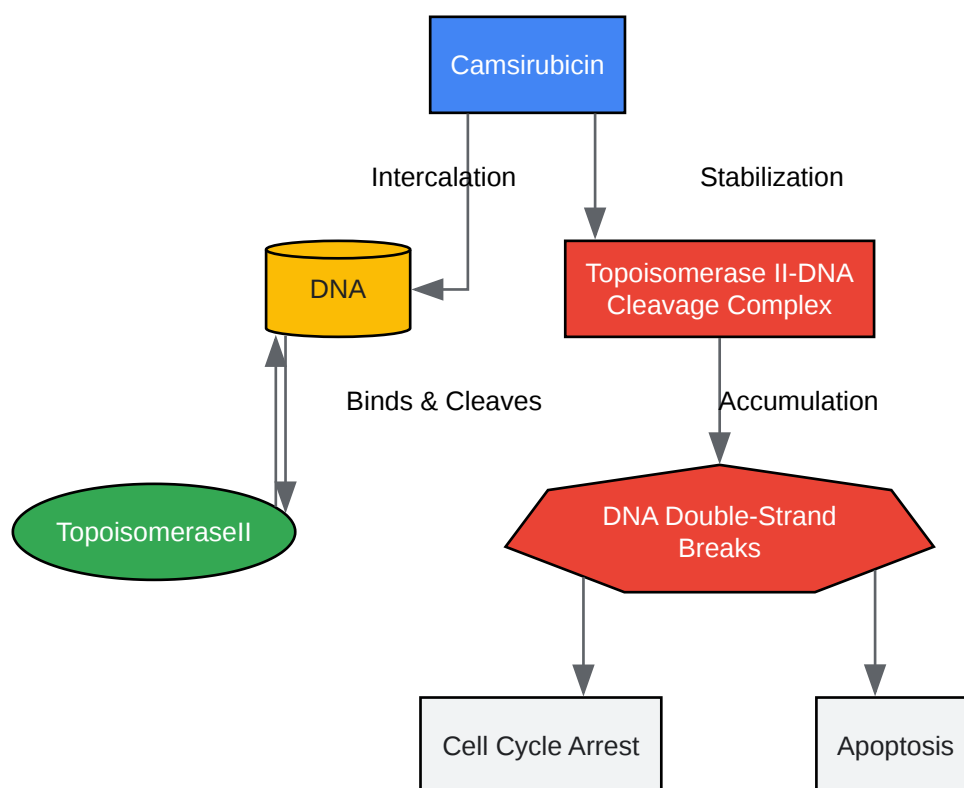 Camsirubicin
Intercalation
Stabilization
DNA
Topoisomerase II-DNA
Cleavage Complex
Binds & Cleaves
Accumulation
TopoisomeraseII
DNA Double-Strand
Breaks
Cell Cycle Arrest
Apoptosis